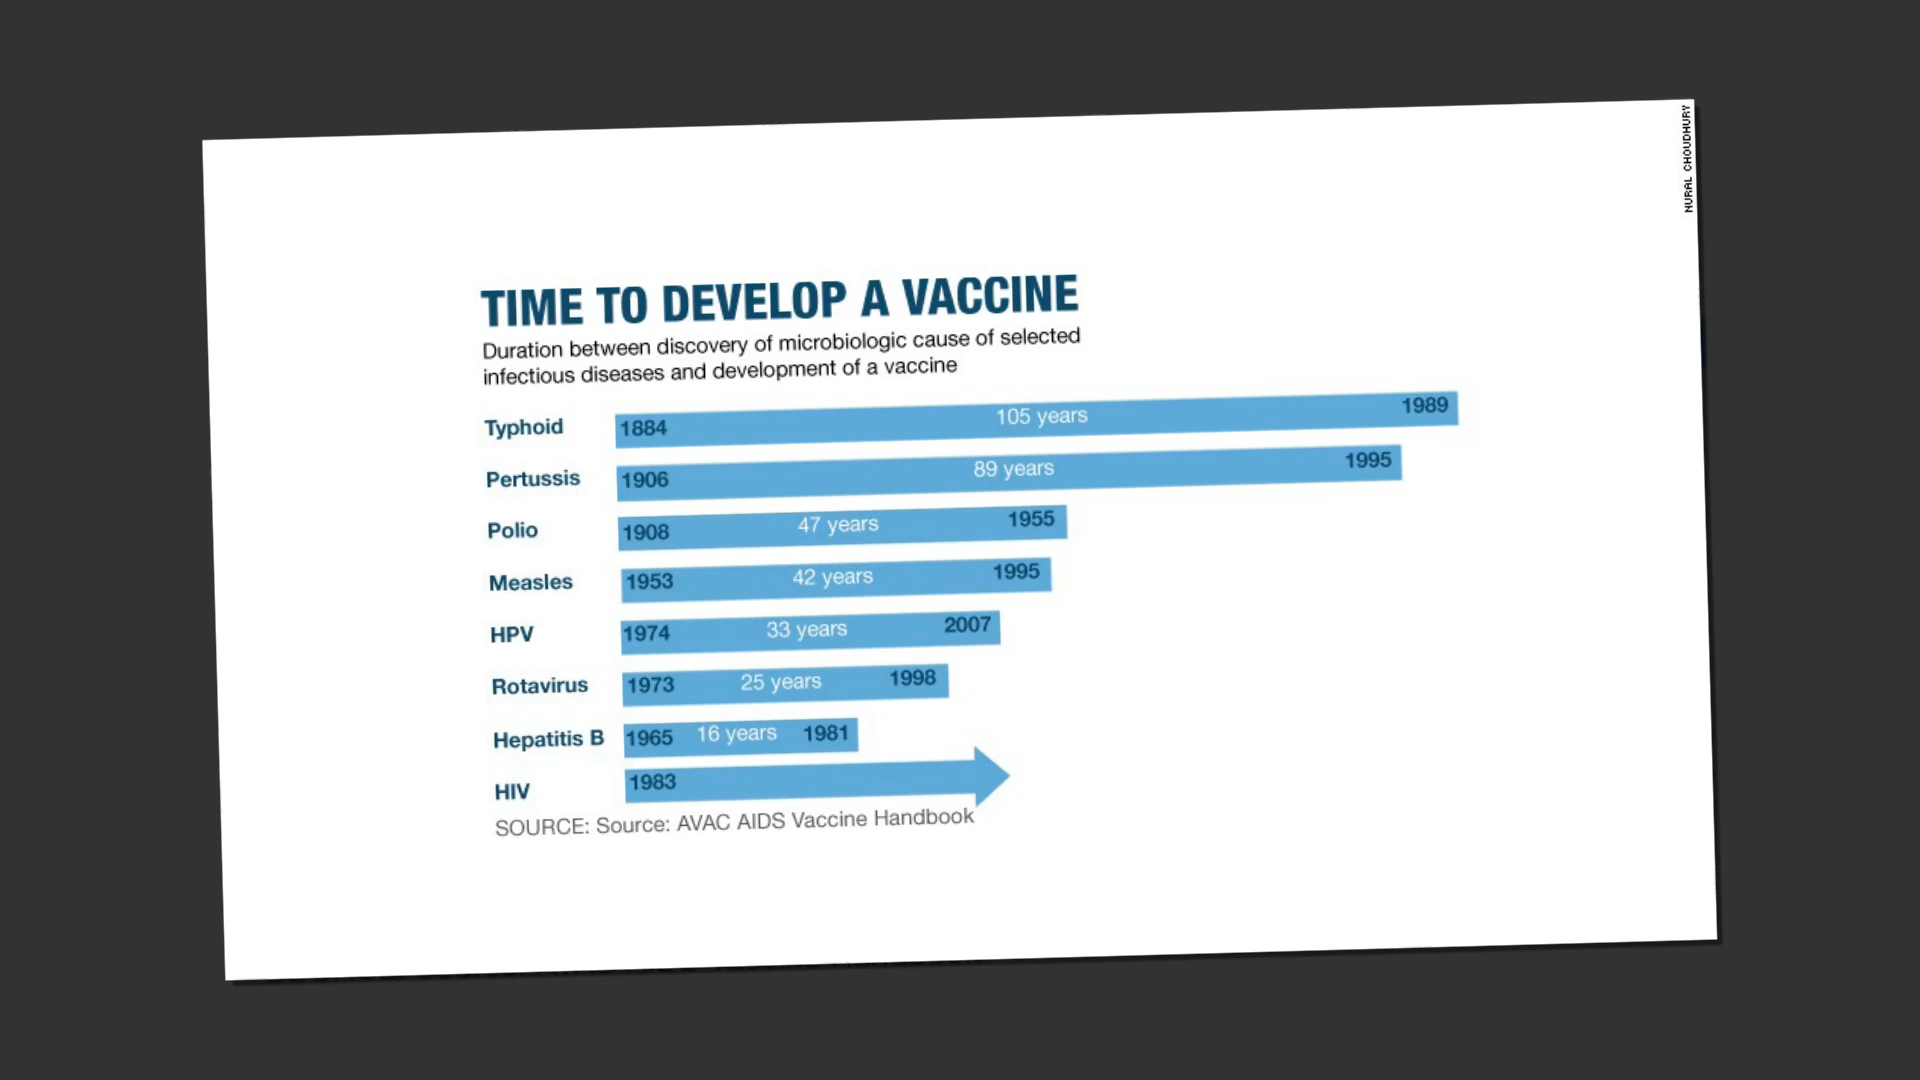 NURAL CHOUDHURY
TIME TO DEVELOP A VACCINE
Duration between discovery of microbiologic cause of selected
infectious diseases and development of a vaccine
Typhoid 1884 105 years 1989
Pertussis 1906 89 years 1995
Polio 1908 47 years 1955
Measles 1953 42 years 1995
HPV 1974 33 years 2007
Rotavirus 1973 25 years 1998
Hepatitis B 1965 16 years 1981
HIV 1983
SOURCE: Source: AVAC AIDS Vaccine Handbook